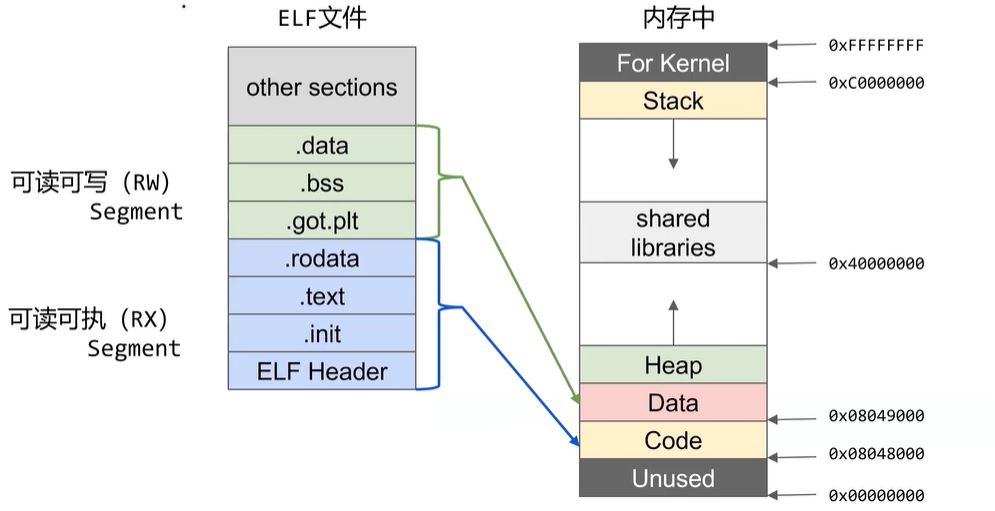 ELF文件
内存中
other sections
.data
.bss
.got.plt
.rodata
.text
.init
ELF Header
可读可写（RW）
Segment
可读可执（RX）
Segment
For Kernel
Stack
shared
libraries
Heap
Data
Code
Unused
0xFFFFFFFF
0xC0000000
0x40000000
0x08049000
0x08048000
0x00000000